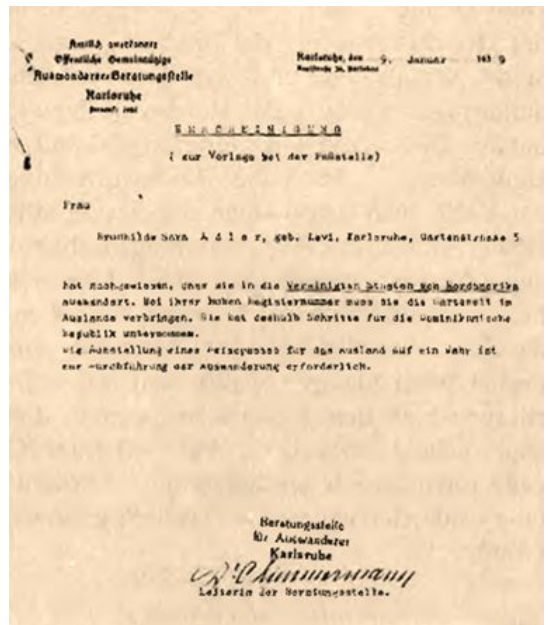 Amtlich anerkannte
Öffentliche Gemeinnützige
Auswanderer-Beratungsstelle
Karlsruhe
Karlsruhe, den 9. Januar 1939
BESCHEINIGUNG
( zur Vorlage bei der Paßstelle)
Frau
Brunhilde Sara Adler, geb. Levi, Karlsruhe, Gartenstrasse 5
hat nachgewiesen, dass sie in die Vereinigten Staaten von Nordamerika
auswandert. Bei ihrer hohen Registernummer muss sie die Wartezeit im
Auslande verbringen. Sie hat deshalb Schritte für die Dominikanische
Republik unternommen.
Die Ausstellung eines Reisepasses für das Ausland auf ein Jahr ist
zur Durchführung der Auswanderung erforderlich.
Beratungsstelle
für Auswanderer
Karlsruhe
Leiterin der Beratungsstelle.